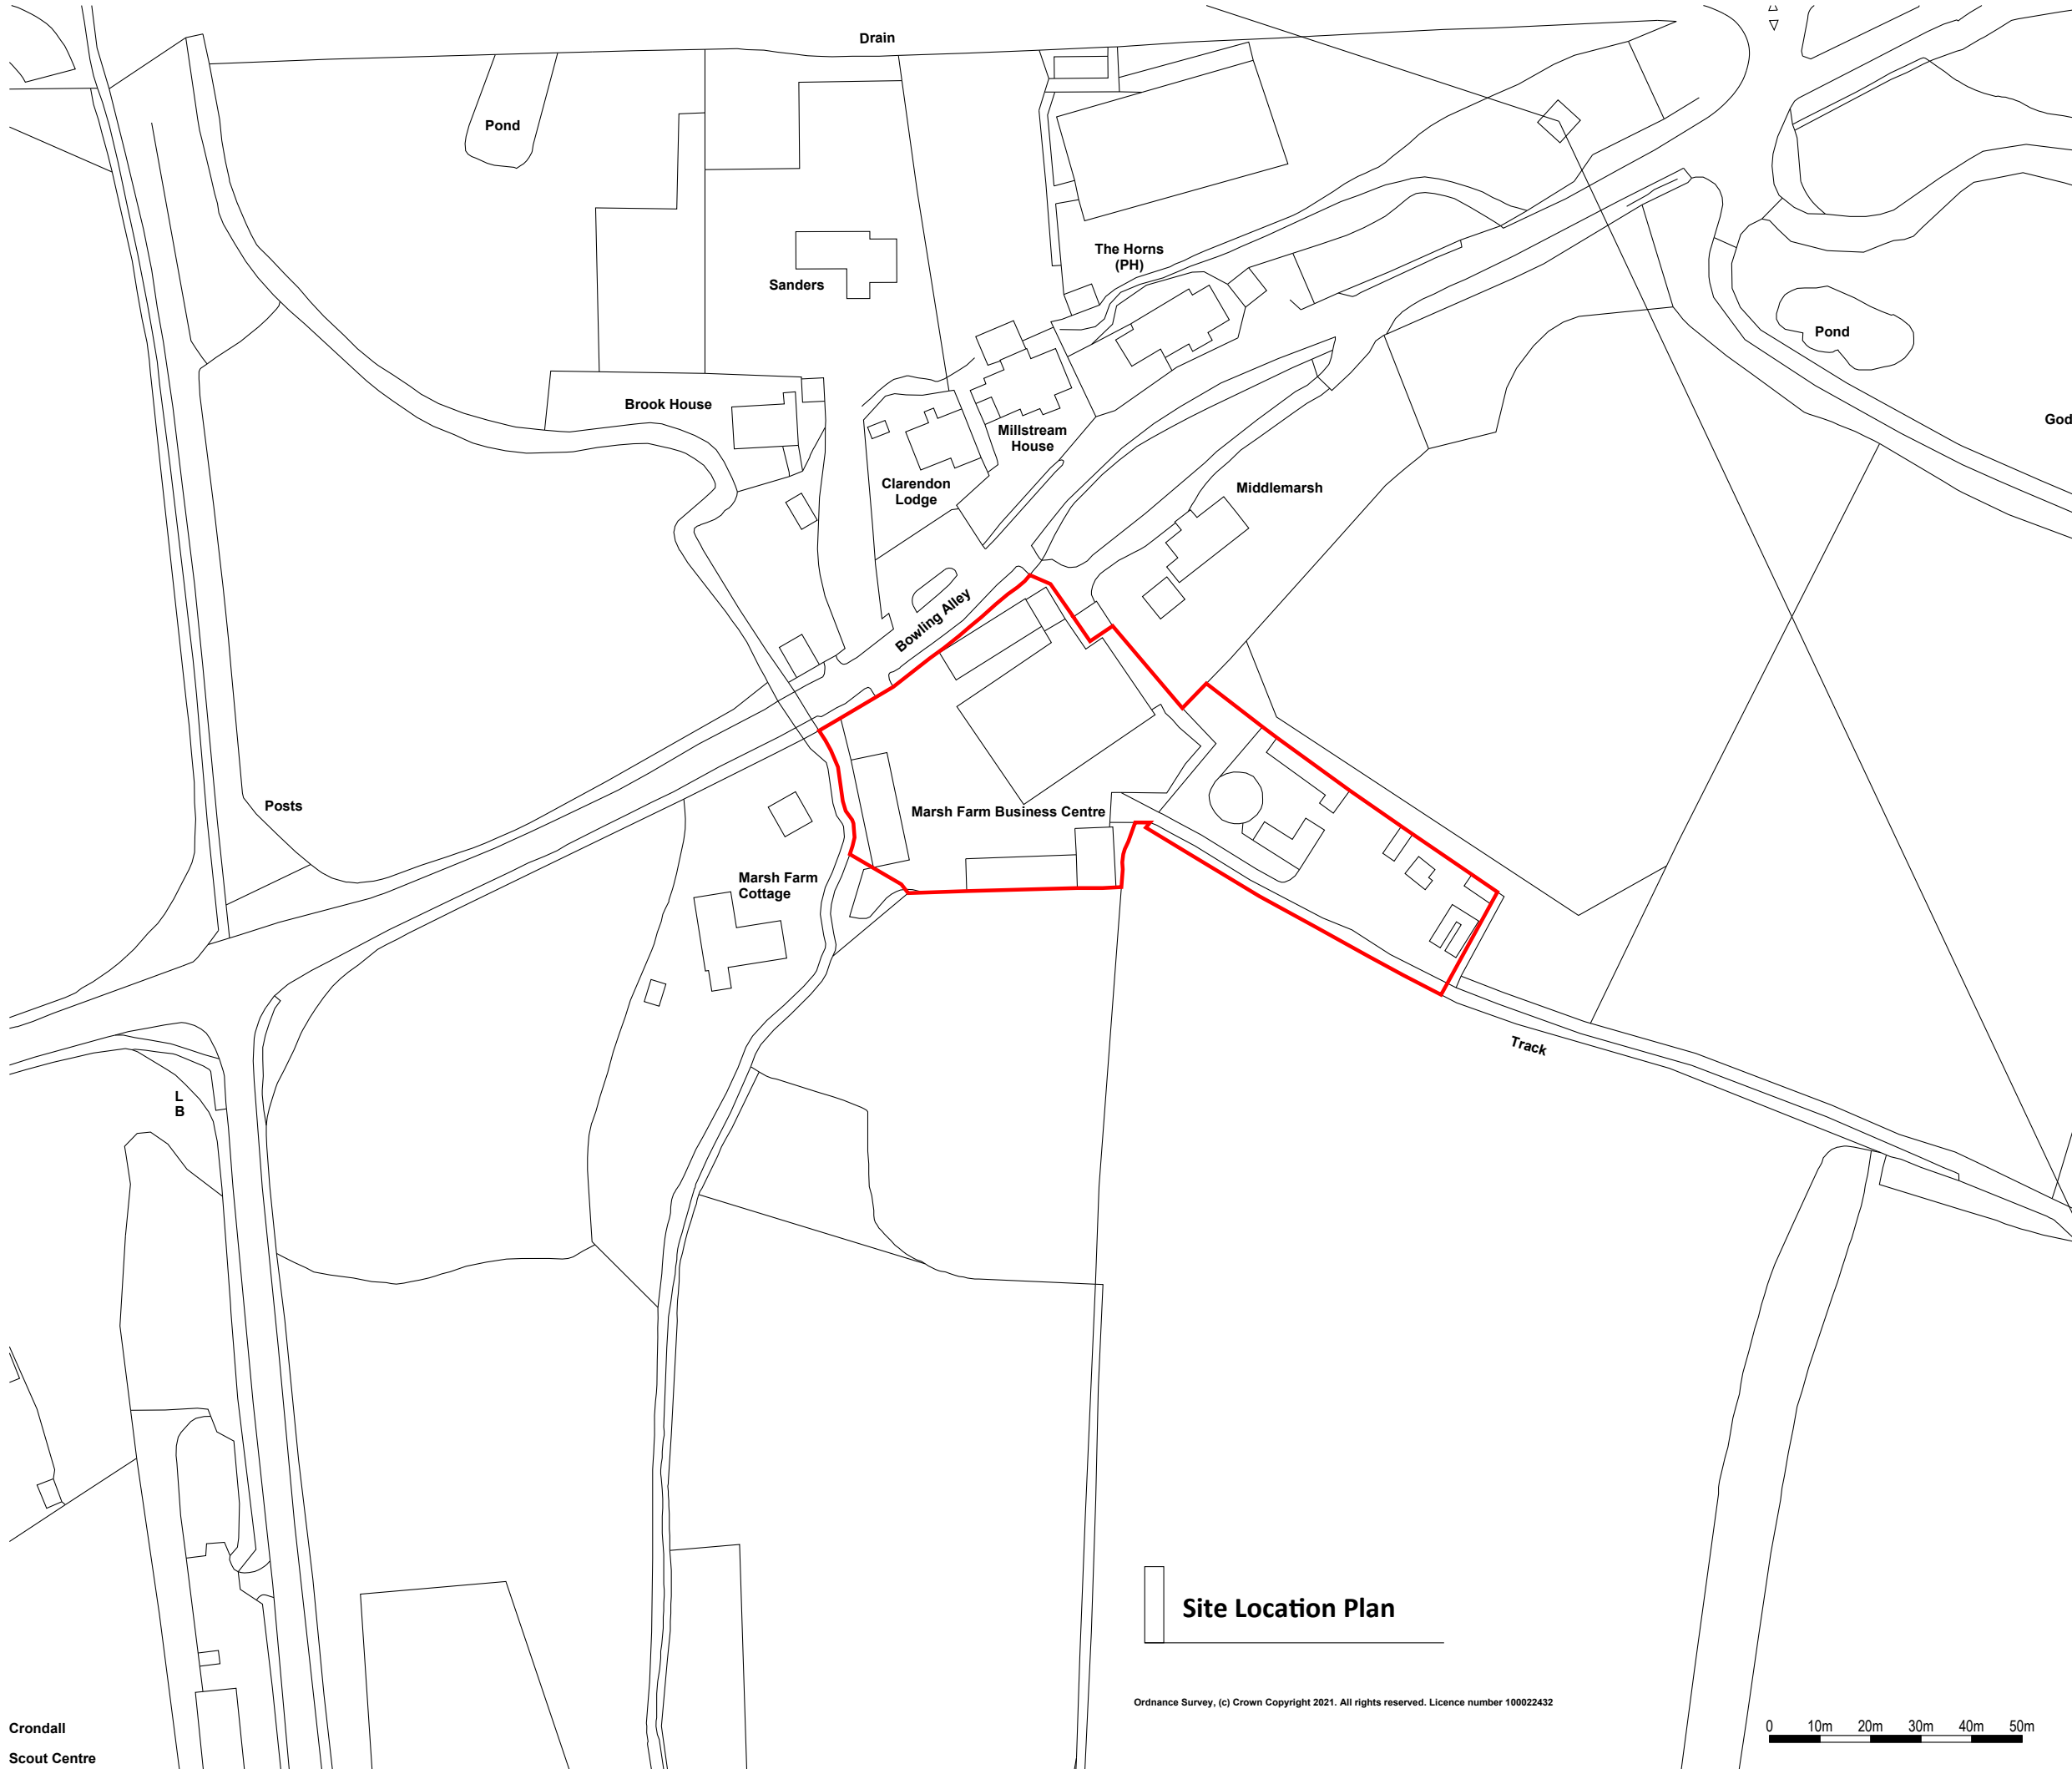 Drain
Pond
The Horns
(PH)
Sanders
Pond
Brook House
God
Millstream
House
Clarendon
Lodge
Middlemarsh
Bowling Alley
Posts
Marsh Farm Business Centre
Marsh Farm
Cottage
Track
L
B
Site Location Plan
Ordnance Survey, (c) Crown Copyright 2021. All rights reserved. Licence number 100022432
Crondall
Scout Centre
0 10m 20m 30m 40m 50m